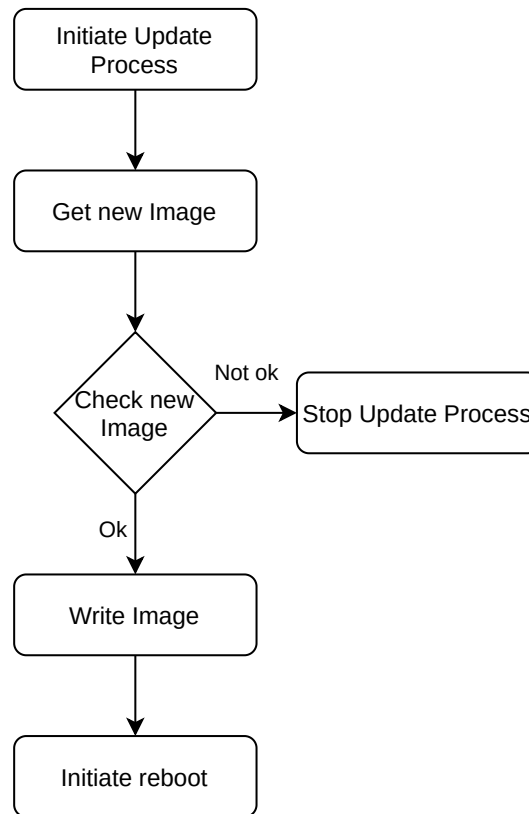 Initiate Update
Process
Get new Image
Check new
Image
Not ok
Stop Update Process
Ok
Write Image
Initiate reboot